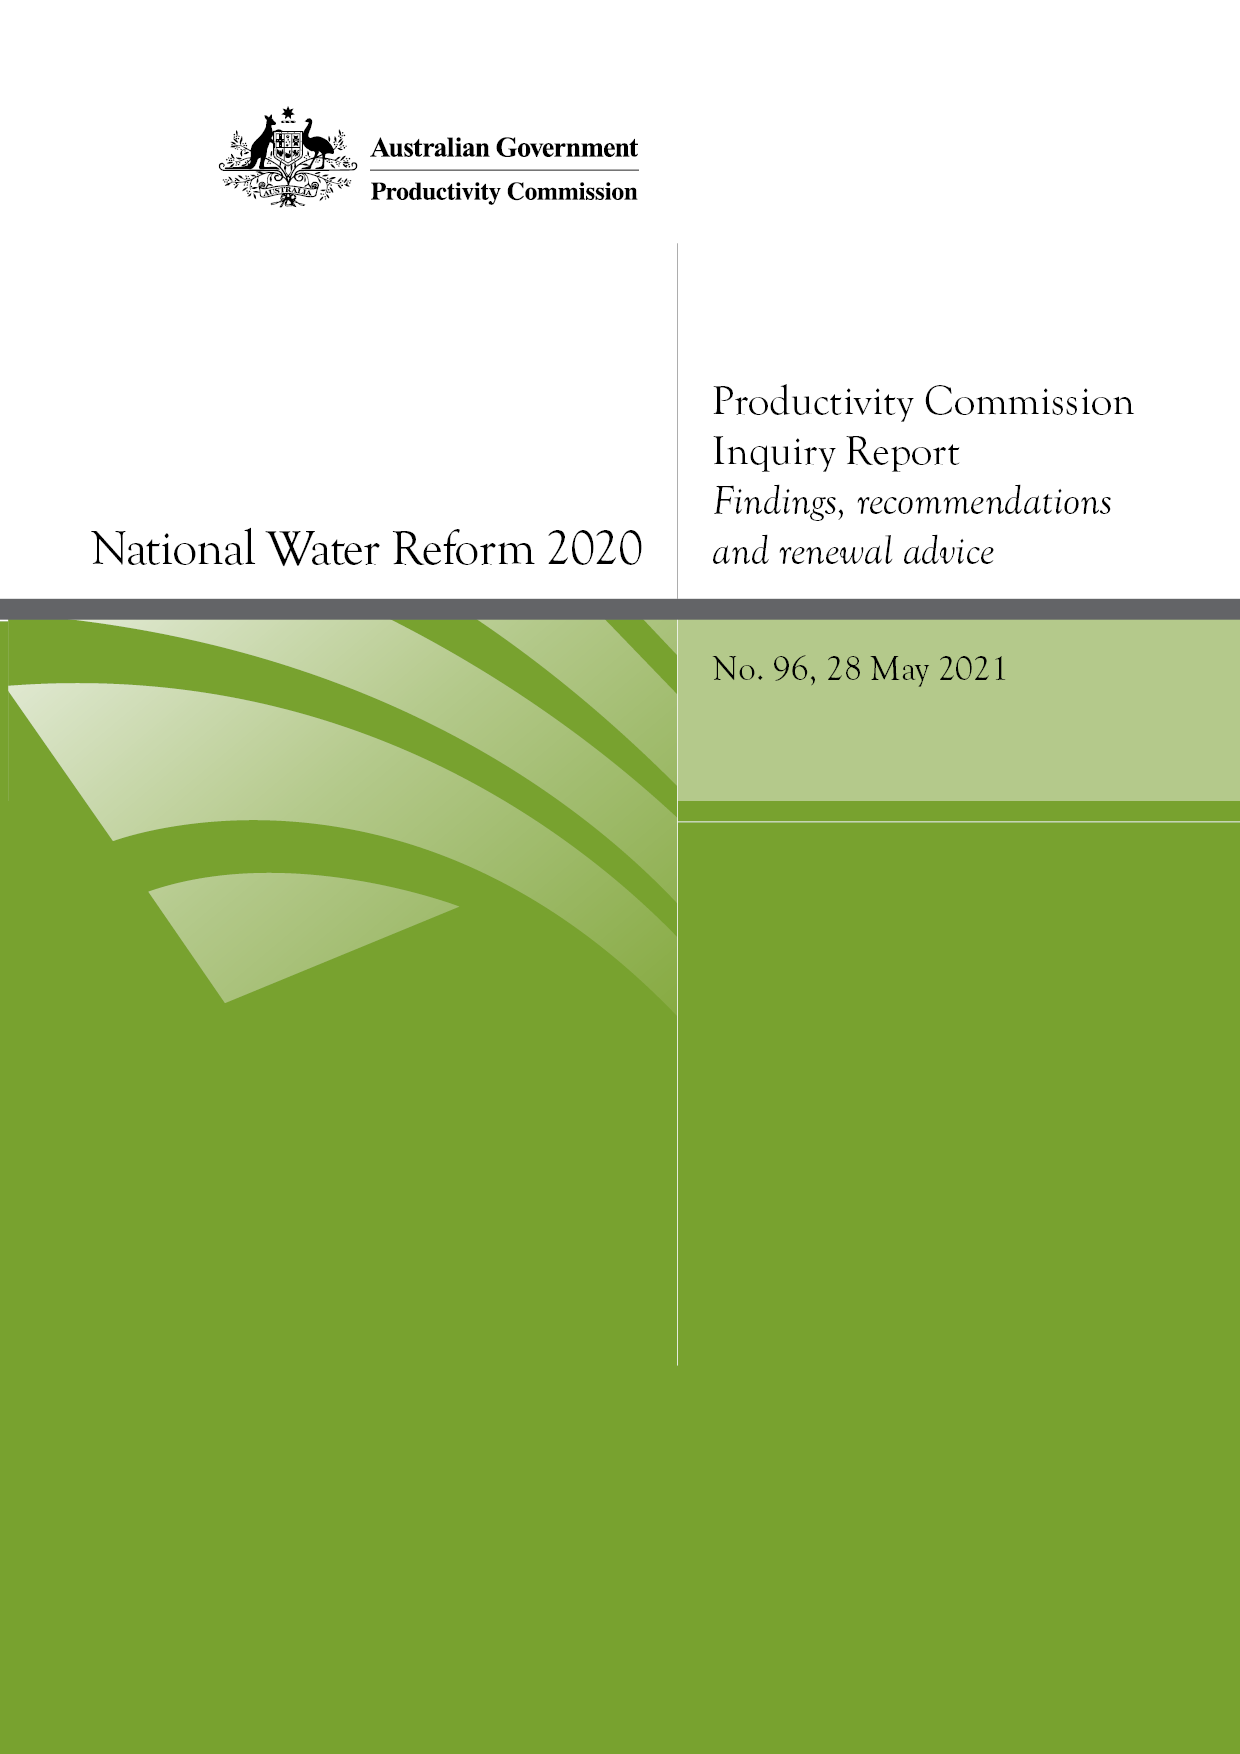 Australian Government
Productivity Commission
AUSTRALIA
National Water Reform 2020
Productivity Commission
Inquiry Report
Findings, recommendations
and renewal advice
No. 96, 28 May 2021